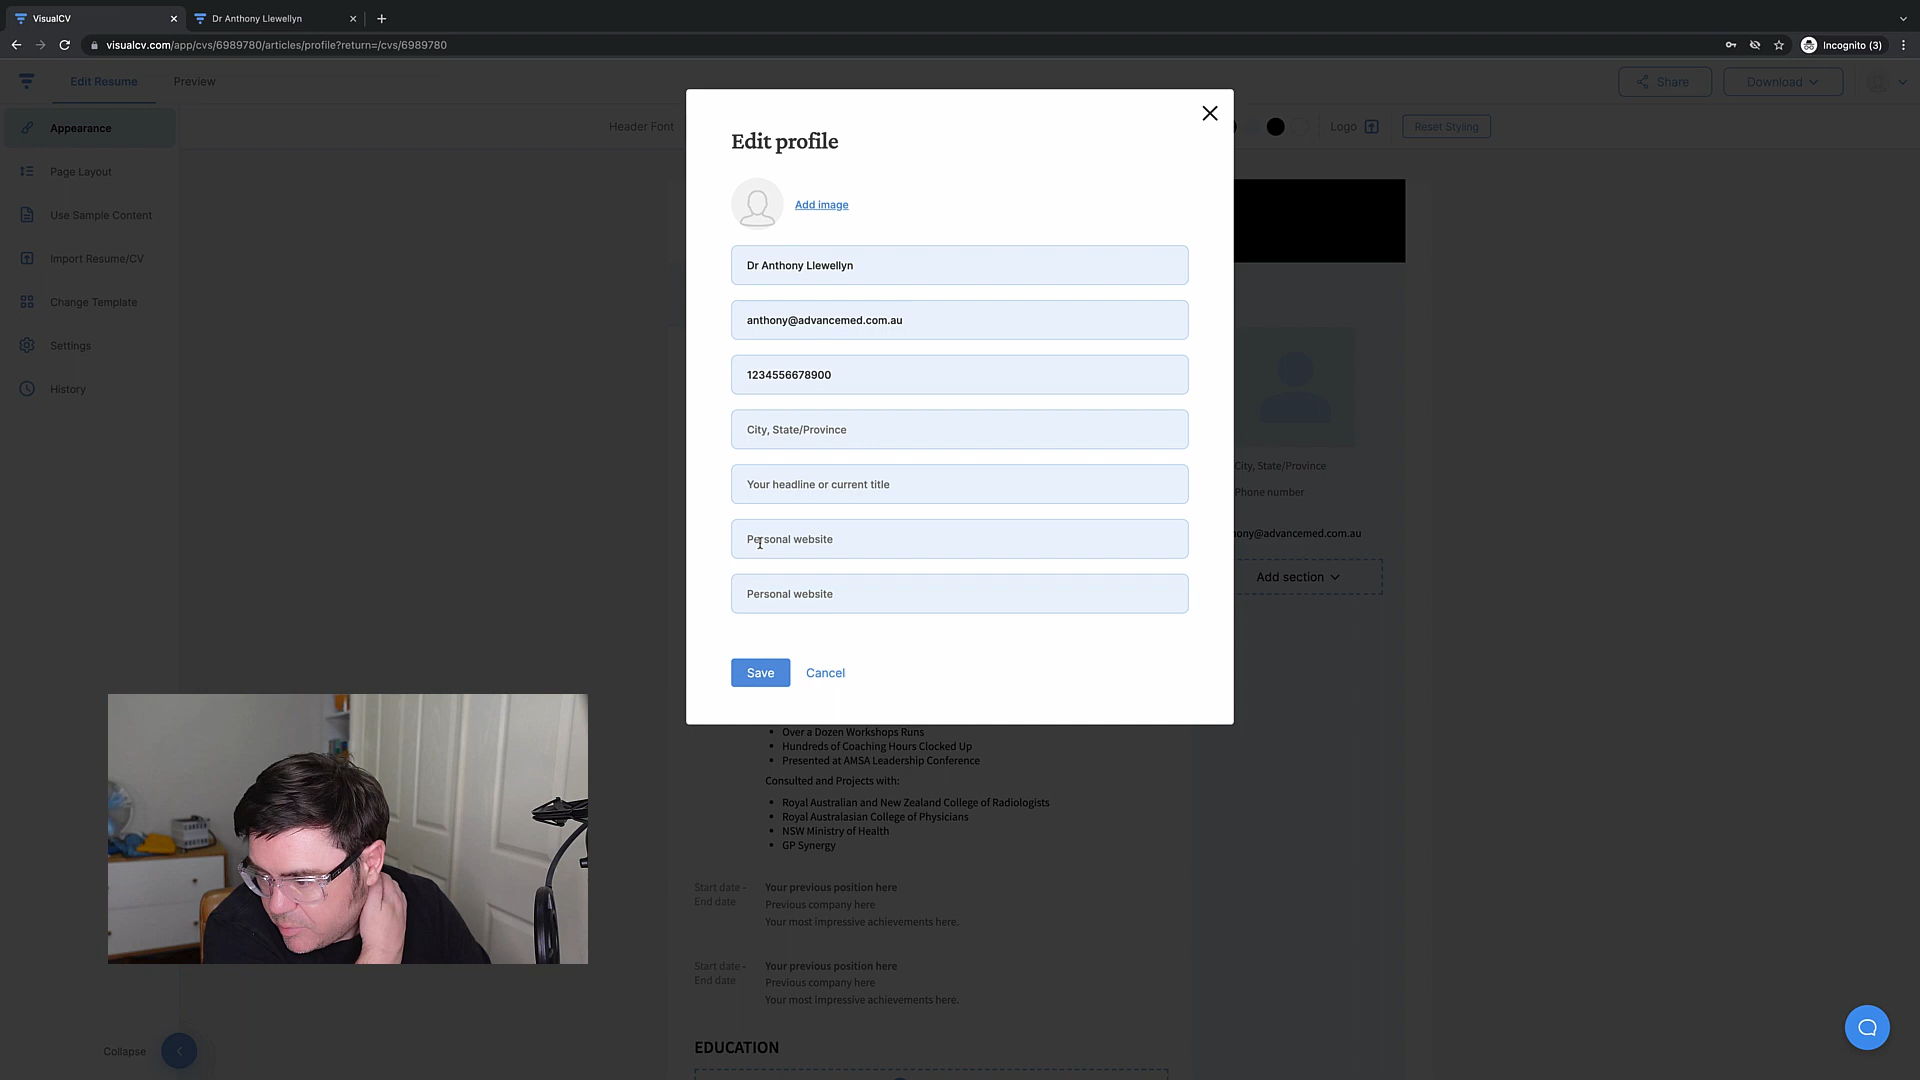 VisualCV
Dr Anthony Llewellyn
visualcv.com/app/cvs/6989780/articles/profile?return=/cvs/6989780
Incognito (3)
Edit Resume
Preview
Share
Download
Appearance
Page Layout
Use Sample Content
Import Resume/CV
Change Template
Settings
History
Collapse
Header Font
Logo
Reset Styling
Edit profile
Add image
Dr Anthony Llewellyn
anthony@advancemed.com.au
1234556678900
City, State/Province
Your headline or current title
Personal website
Personal website
Save
Cancel
City, State/Province
Phone number
ony@advancemed.com.au
Add section
Over a Dozen Workshops Runs
Hundreds of Coaching Hours Clocked Up
Presented at AMSA Leadership Conference
Consulted and Projects with:
Royal Australian and New Zealand College of Radiologists
Royal Australasian College of Physicians
NSW Ministry of Health
GP Synergy
Start date -
End date
Your previous position here
Previous company here
Your most impressive achievements here.
Start date -
End date
Your previous position here
Previous company here
Your most impressive achievements here.
EDUCATION